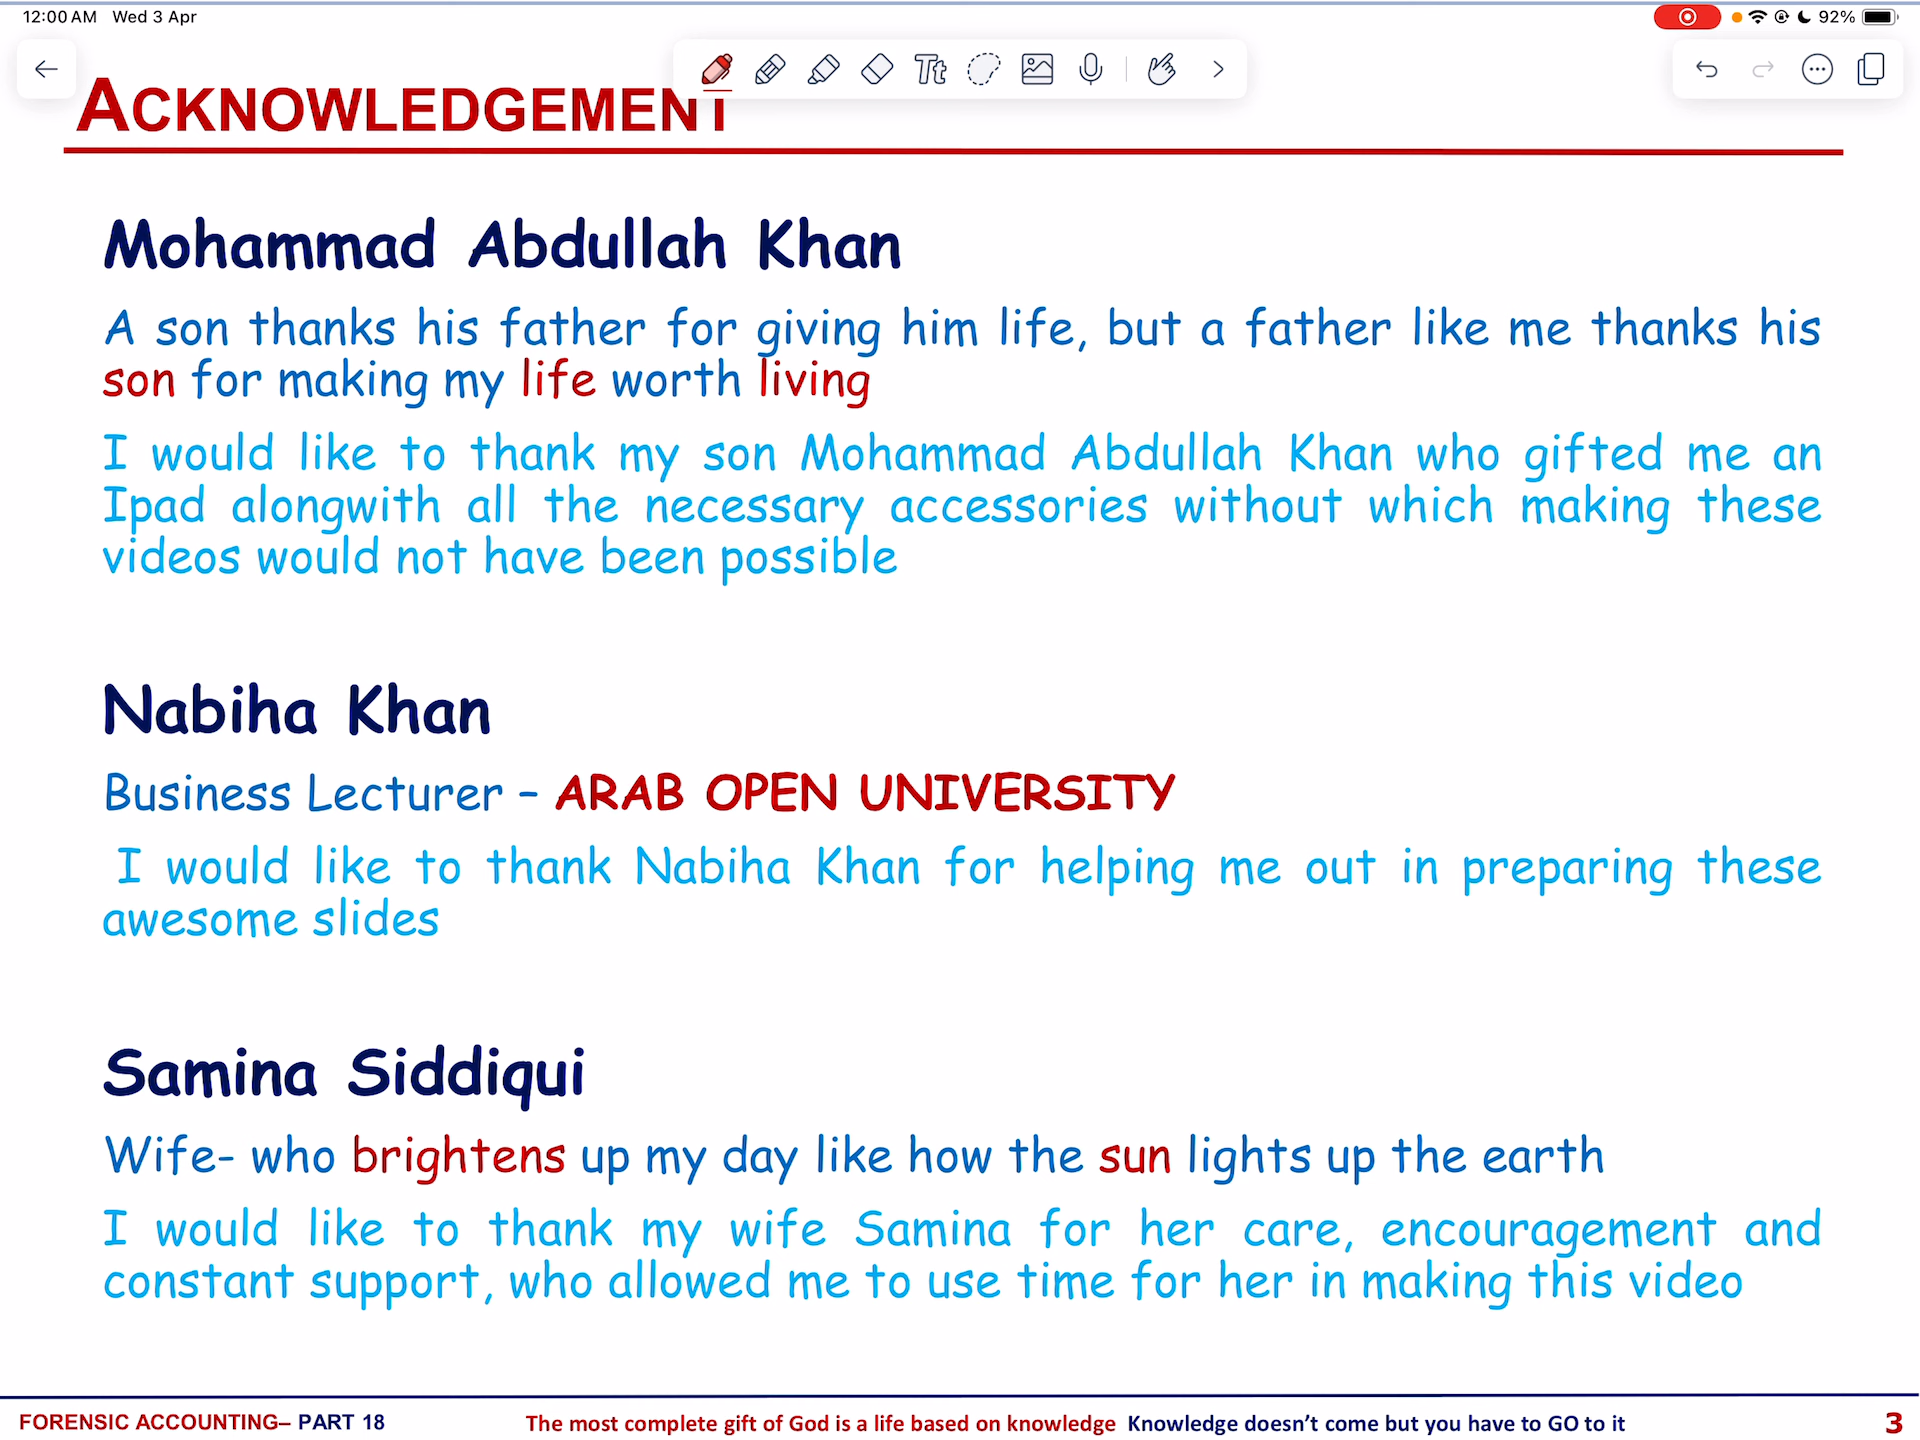 12:00 AM Wed 3 Apr
92%
Tt
ACKNOWLEDGEMENT
Mohammad Abdullah Khan
A son thanks his father for giving him life, but a father like me thanks his
son for making my life worth living
I would like to thank my son Mohammad Abdullah Khan who gifted me an
Ipad alongwith all the necessary accessories without which making these
videos would not have been possible
Nabiha Khan
Business Lecturer – ARAB OPEN UNIVERSITY
I would like to thank Nabiha Khan for helping me out in preparing these
awesome slides
Samina Siddiqui
Wife- who brightens up my day like how the sun lights up the earth
I would like to thank my wife Samina for her care, encouragement and
constant support, who allowed me to use time for her in making this video
FORENSIC ACCOUNTING– PART 18 The most complete gift of God is a life based on knowledge Knowledge doesn't come but you have to GO to it 3